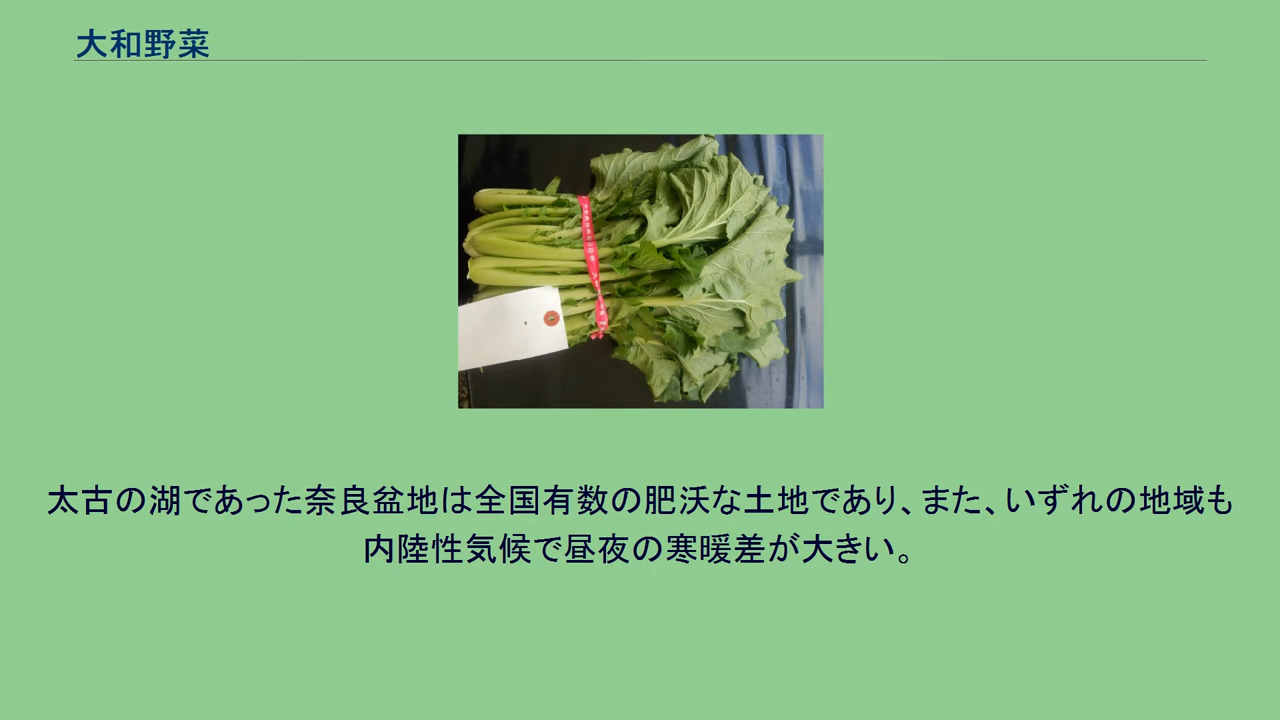 大和野菜
太古の湖であった奈良盆地は全国有数の肥沃な土地であり、また、いずれの地域も
内陸性気候で昼夜の寒暖差が大きい。